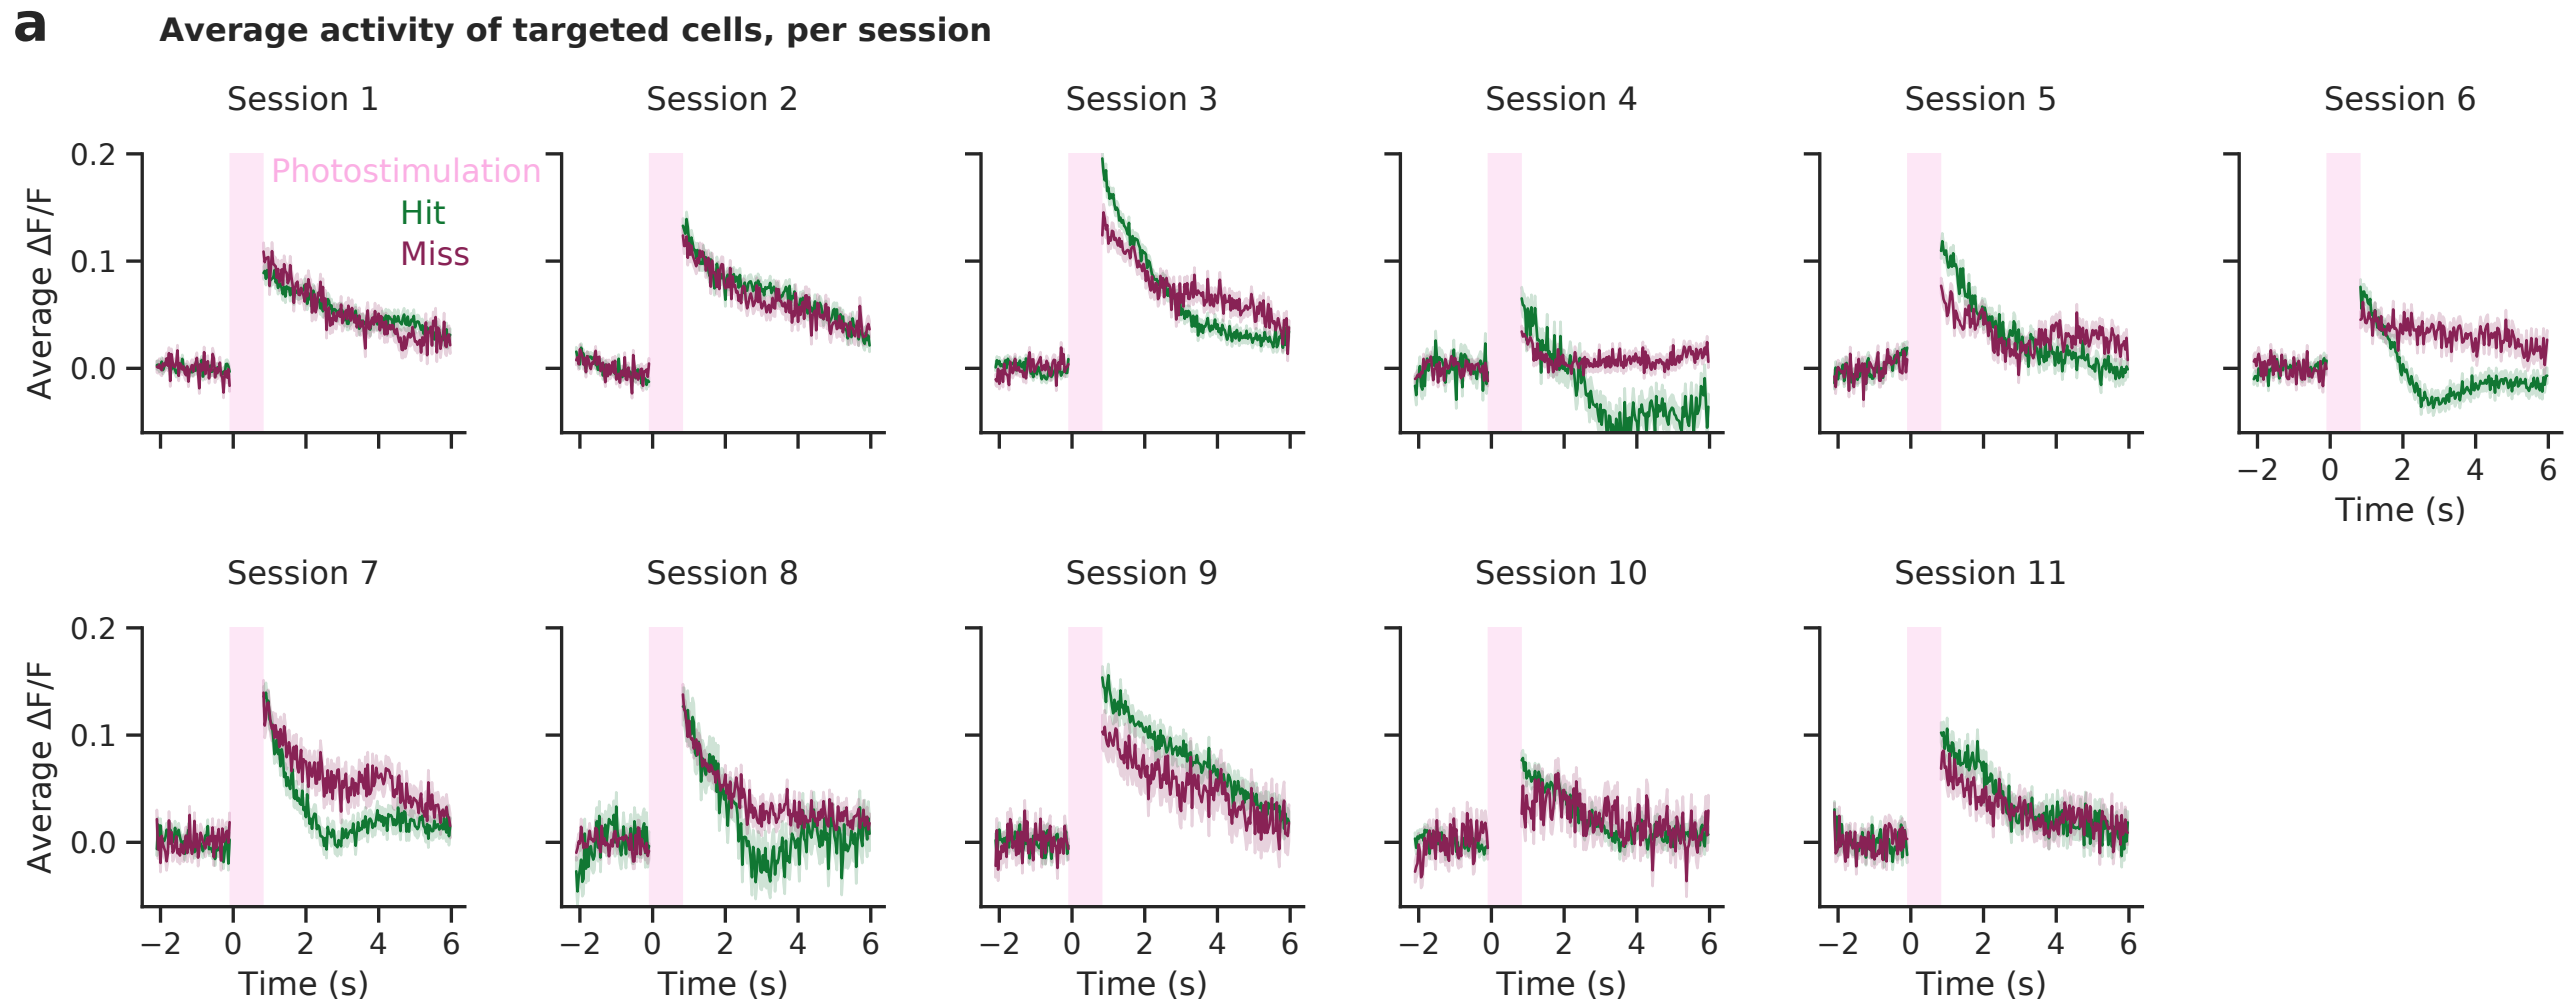 a
Average activity of targeted cells, per session
Session 1
Session 2
Session 3
Session 4
Session 5
Session 6
Average ΔF/F
0.2
0.1
0.0
Photostimulation
Hit
Miss
−2 0 2 4 6
Time (s)
Session 7
Session 8
Session 9
Session 10
Session 11
Average ΔF/F
0.2
0.1
0.0
−2 0 2 4 6
Time (s)
−2 0 2 4 6
Time (s)
−2 0 2 4 6
Time (s)
−2 0 2 4 6
Time (s)
−2 0 2 4 6
Time (s)